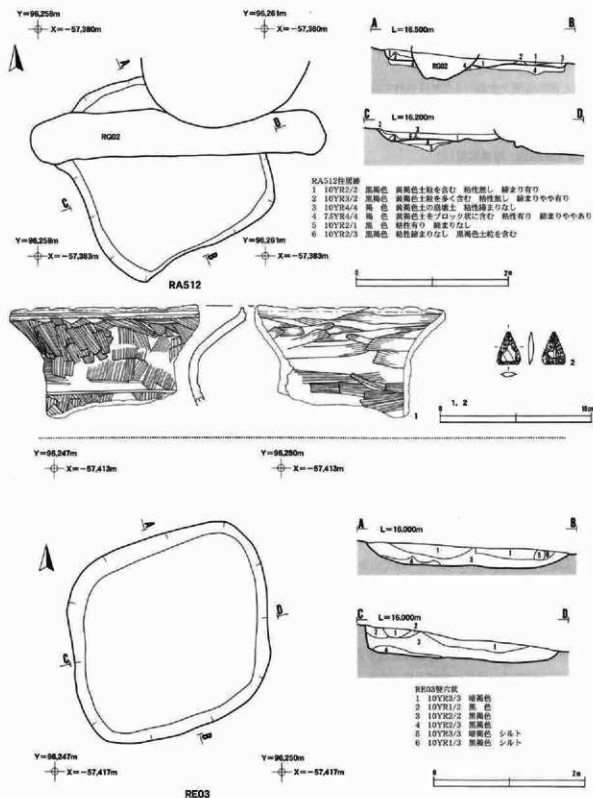 Y=96,258m
X=-57,380m
Y=96,261m
X=-57,380m
A
RG02
D
C
B
Y=96,258m
X=-57,383m
Y=96,261m
X=-57,383m
RA512
A L=16.500m B
RG02
C L=16.200m D
RA512住居跡
1 10YR2/2 黒褐色 黄褐色土粒を含む 粘性無し 締まり有り
2 10YR3/2 黒褐色 黄褐色土粒を多く含む 粘性無し 締まりやや有り
3 10YR4/4 褐 色 黄褐色土の崩壊土 粘性締まりなし
4 7.5YR4/4 褐 色 黄褐色土をブロック状に含む 粘性有り 締まりややあり
5 10YR2/1 黒 色 粘性有り 締まりなし
6 10YR2/3 黒褐色 粘性締まりなし 黒褐色土粒を含む
0 2m
1
2
1、2
0 10cm
Y=96,247m
X=-57,413m
Y=96,250m
X=-57,413m
A
D
C
B
Y=96,247m
X=-57,417m
Y=96,250m
X=-57,417m
RE03
A L=16.000m B
C L=16.000m D
RE03竪穴状
1 10YR3/3 暗褐色
2 10YR1/2 黒 色
3 10YR2/2 黒褐色
4 10YR2/3 黒褐色
5 10YR3/3 暗褐色 シルト
6 10YR1/3 黒褐色 シルト
0 2m